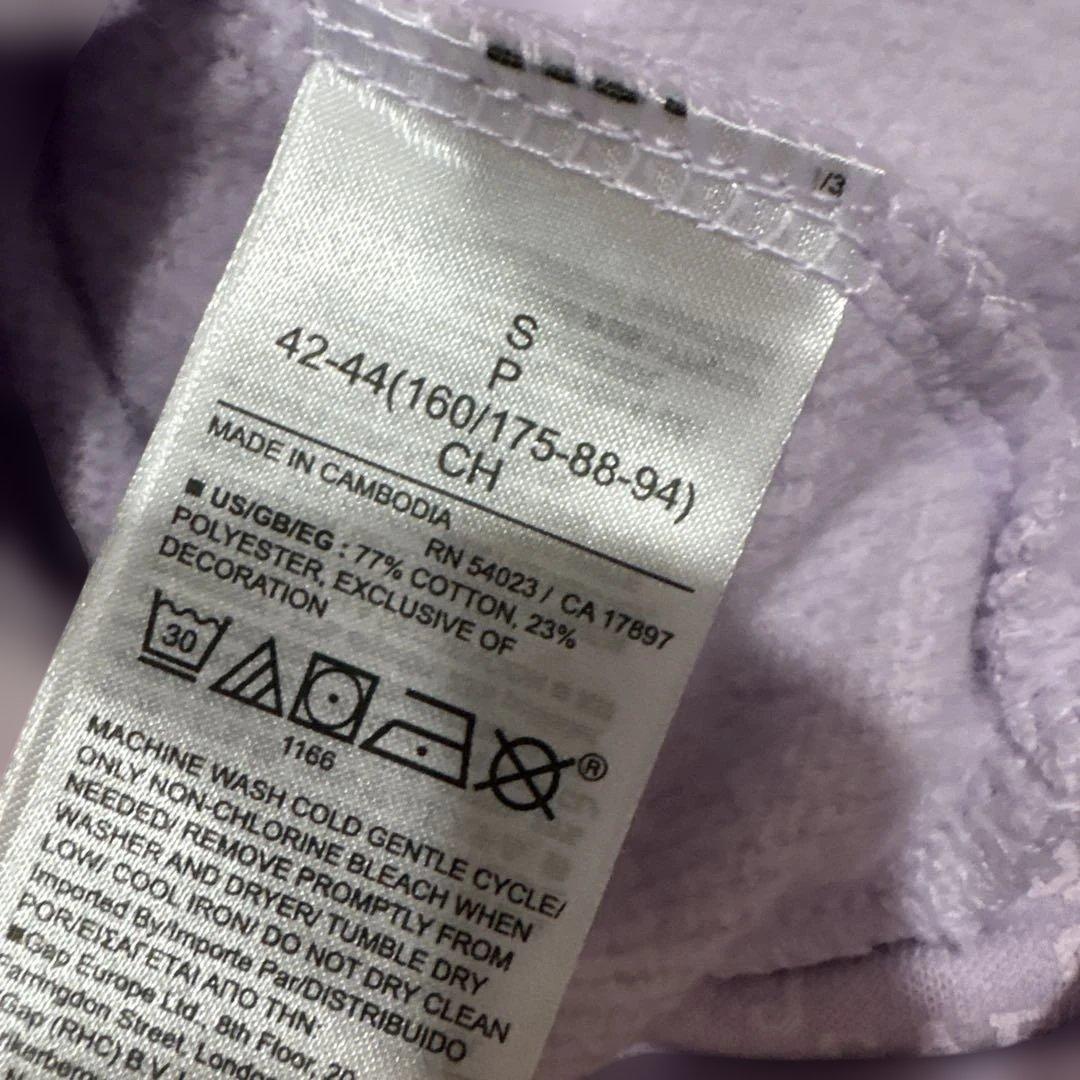 /3
S
P
42-44(160/175-88-94)
CH
MADE IN CAMBODIA
RN 54023 / CA 17897
■ US/GB/EG : 77% COTTON, 23%
POLYESTER, EXCLUSIVE OF
DECORATION
30
®
1166
MACHINE WASH COLD GENTLE CYCLE/
ONLY NON-CHLORINE BLEACH WHEN
NEEDED/ REMOVE PROMPTLY FROM
WASHER AND DRYER/ TUMBLE DRY
LOW/ COOL IRON/ DO NOT DRY CLEAN
Imported By/Importe Par/DISTRIBUIDO
POR/ΕΙΣΑΓΕΤΑΙ ΑΠΟ ΤΗΝ:
■Gap Europe Ltd., 8th Floor, 20
Farringdon Street, London
Gap (RHC) B.V.